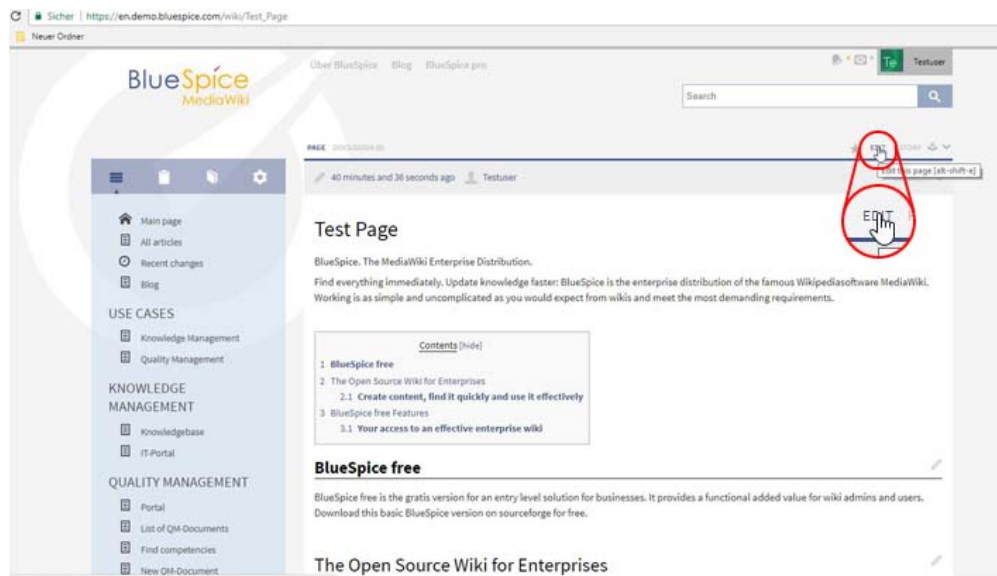 Sicher | https://en.demo.bluespice.com/wiki/Test_Page
Neuer Ordner
BlueSpice
MediaWiki
Über BlueSpice Blog BlueSpice pro
Te Testuser
Search
PAGE DISCUSSION (0)
EDIT
Edit this page [alt-shift-e]
40 minutes and 36 seconds ago Testuser
EDIT
Main page
All articles
Recent changes
Blog
USE CASES
Knowledge Management
Quality Management
KNOWLEDGE
MANAGEMENT
Knowledgebase
IT-Portal
QUALITY MANAGEMENT
Portal
List of QM-Documents
Find competencies
New QM-Document
Test Page
BlueSpice. The MediaWiki Enterprise Distribution.
Find everything immediately. Update knowledge faster: BlueSpice is the enterprise distribution of the famous Wikipediasoftware MediaWiki.
Working is as simple and uncomplicated as you would expect from wikis and meet the most demanding requirements.
Contents [hide]
1 BlueSpice free
2 The Open Source Wiki for Enterprises
2.1 Create content, find it quickly and use it effectively
3 BlueSpice free Features
3.1 Your access to an effective enterprise wiki
BlueSpice free
BlueSpice free is the gratis version for an entry level solution for businesses. It provides a functional added value for wiki admins and users.
Download this basic BlueSpice version on sourceforge for free.
The Open Source Wiki for Enterprises